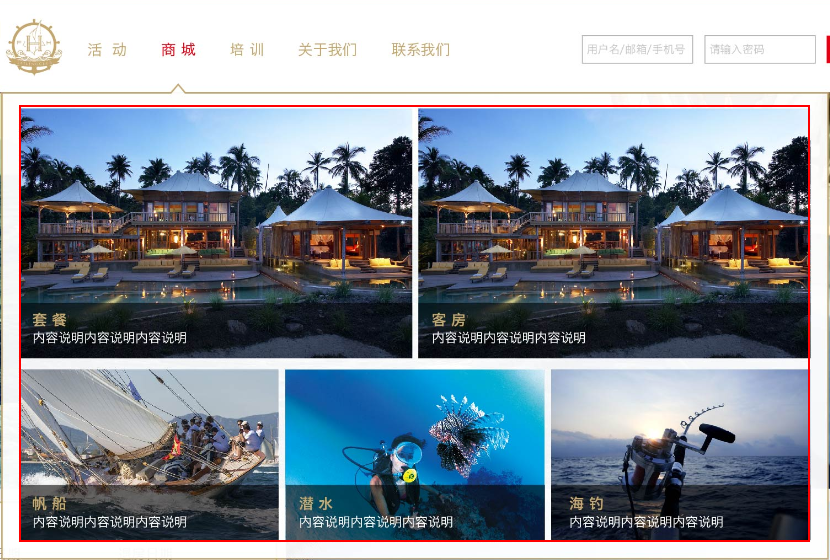 活 动 商 城 培 训 关于我们 联系我们 用户名/邮箱/手机号 请输入密码
套 餐
内容说明内容说明内容说明
客 房
内容说明内容说明内容说明
帆 船
内容说明内容说明内容说明
潜 水
内容说明内容说明内容说明
海 钓
内容说明内容说明内容说明